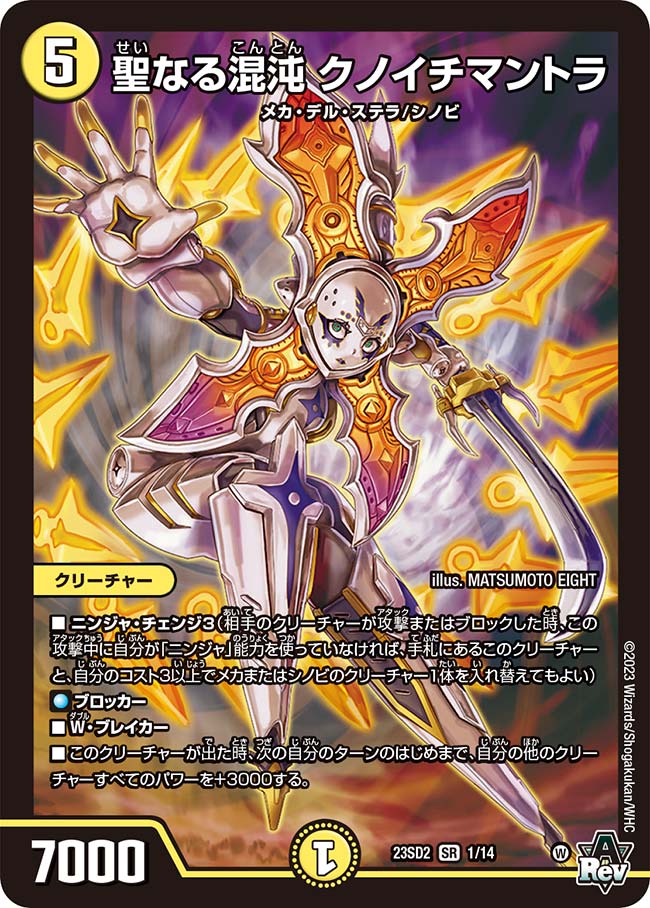 5
聖なる混沌 クノイチマントラ
せい こんとん
メカ・デル・ステラ/シノビ
クリーチャー
illus. MATSUMOTO EIGHT
■ ニンジャ・チェンジ3(相手のクリーチャーが攻撃またはブロックした時、この
攻撃中に自分が「ニンジャ」能力を使っていなければ、手札にあるこのクリーチャー
と、自分のコスト3以上でメカまたはシノビのクリーチャー1体を入れ替えてもよい)
ブロッカー
■ W・ブレイカー
■ このクリーチャーが出た時、次の自分のターンのはじめまで、自分の他のクリー
チャーすべてのパワーを+3000する。
©2023 Wizards/Shogakukan/WHC
7000
1
23SD2 SR 1/14
W
A Rev